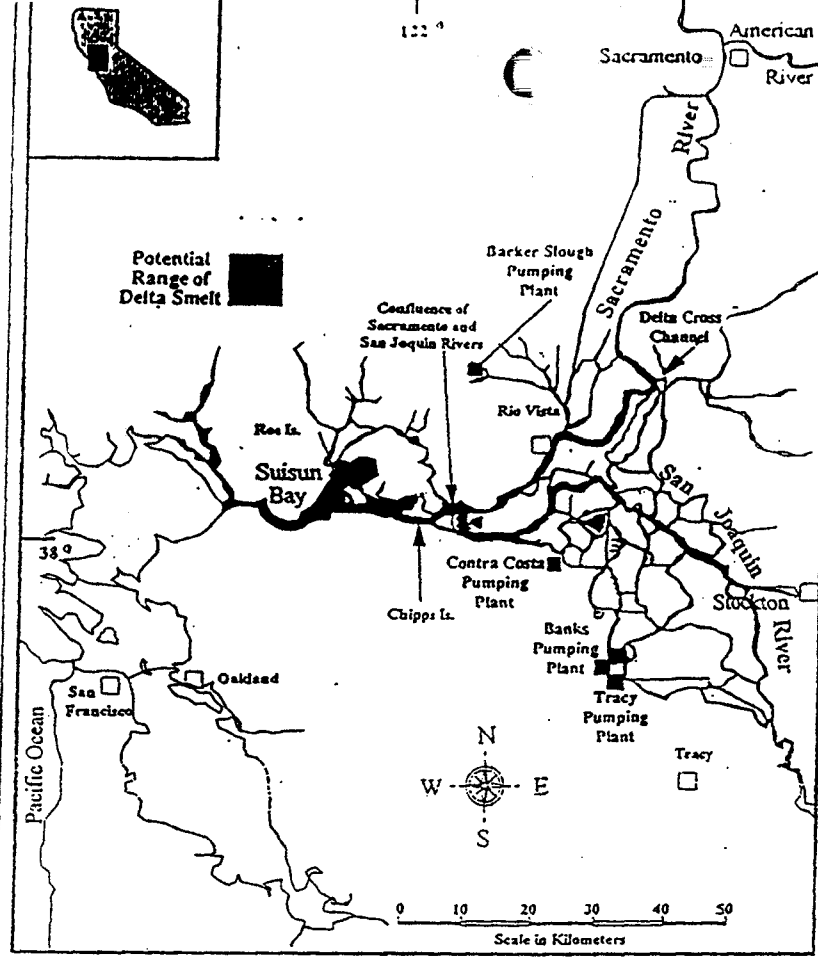 122 º
Sacramento
American
River
River
Sacramento
Potential
Range of
Delta Smelt
Barker Slough
Pumping
Plant
Confluence of
Sacramento and
San Joquin Rivers
Delta Cross
Channel
Rio Vista
Roe Is.
Suisun
Bay
San
Joaquin
River
38 º
Contra Costa
Pumping
Plant
Chipps Is.
Stockton
Banks
Pumping
Plant
Tracy
Pumping
Plant
San
Francisco
Oakland
Pacific Ocean
Tracy
N
W
E
S
0 10 20 30 40 50
Scale in Kilometers